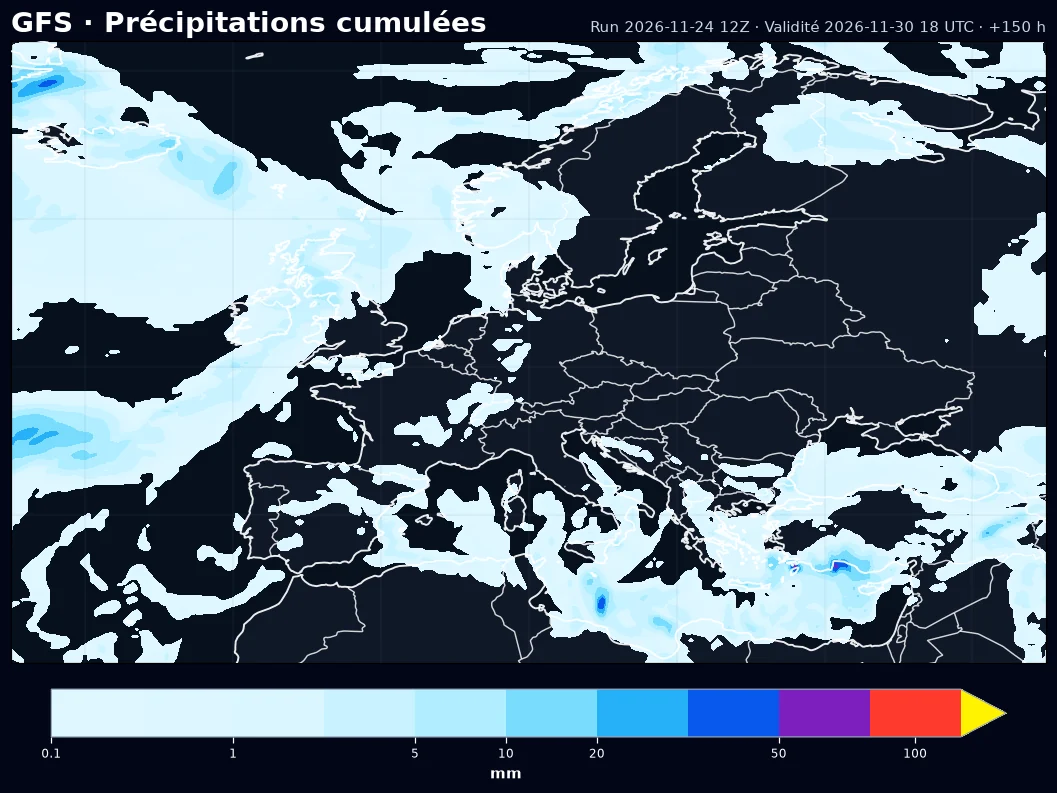 GFS · Précipitations cumulées
Run 2026-11-24 12Z · Validité 2026-11-30 18 UTC · +150 h
0.1 1 5 10 20 50 100
mm